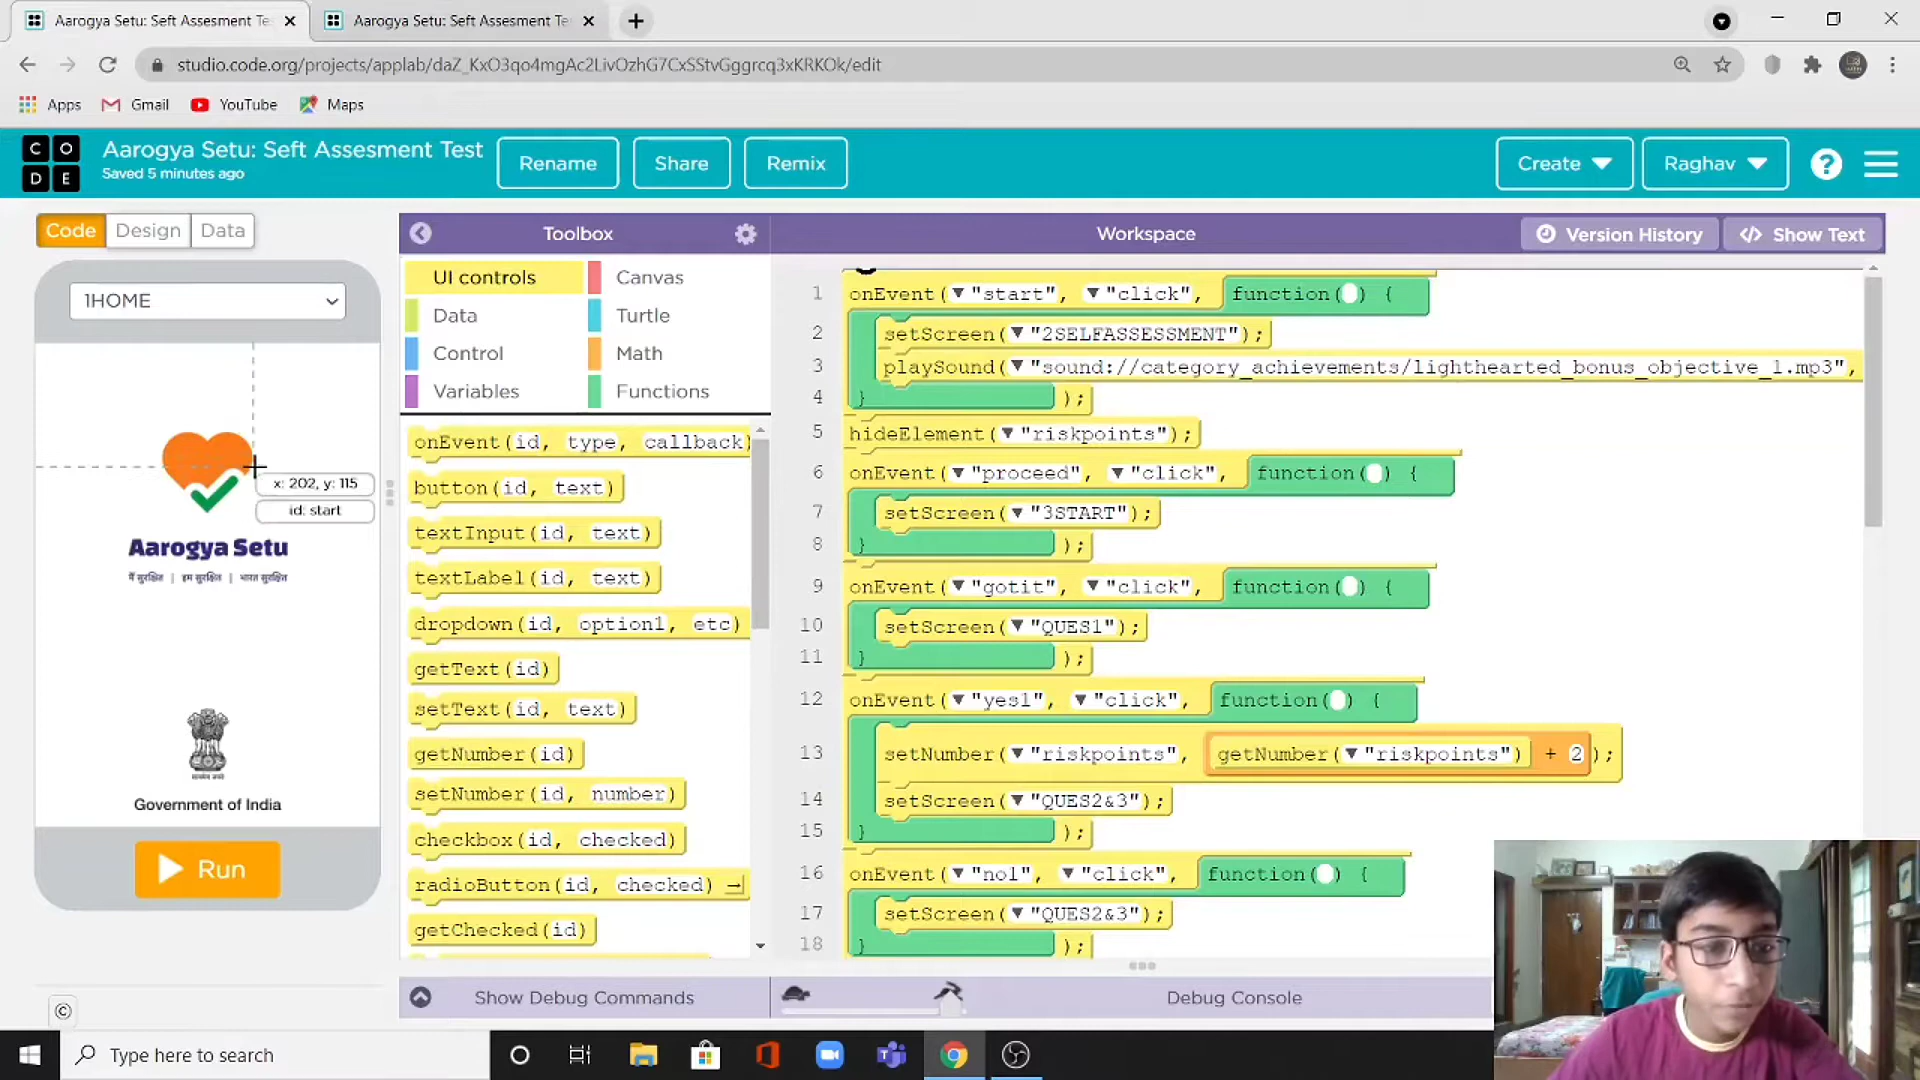 Aarogya Setu: Seft Assesment Te
Aarogya Setu: Seft Assesment Te
studio.code.org/projects/applab/daZ_KxO3qo4mgAc2LivOzhG7CxSStvGggrcq3xKRKOk/edit
Apps Gmail YouTube Maps
CODE
Aarogya Setu: Seft Assesment Test
Saved 5 minutes ago
Rename Share Remix
Create Raghav ?
Code Design Data
Toolbox
Workspace
Version History
Show Text
1HOME
x: 202, y: 115
id: start
Aarogya Setu
मैं सुरक्षित | हम सुरक्षित | भारत सुरक्षित
Government of India
Run
UI controls Canvas
Data Turtle
Control Math
Variables Functions
onEvent(id, type, callback)
button(id, text)
textInput(id, text)
textLabel(id, text)
dropdown(id, option1, etc)
getText(id)
setText(id, text)
getNumber(id)
setNumber(id, number)
checkbox(id, checked)
radioButton(id, checked)
getChecked(id)
1 onEvent("start", "click", function() {
2 setScreen("2SELFASSESSMENT");
3 playSound("sound://category_achievements/lighthearted_bonus_objective_1.mp3",
4 });
5 hideElement("riskpoints");
6 onEvent("proceed", "click", function() {
7 setScreen("3START");
8 });
9 onEvent("gotit", "click", function() {
10 setScreen("QUES1");
11 });
12 onEvent("yes1", "click", function() {
13 setNumber("riskpoints", getNumber("riskpoints") + 2);
14 setScreen("QUES2&3");
15 });
16 onEvent("no1", "click", function() {
17 setScreen("QUES2&3");
18 });
Show Debug Commands
Debug Console
Type here to search